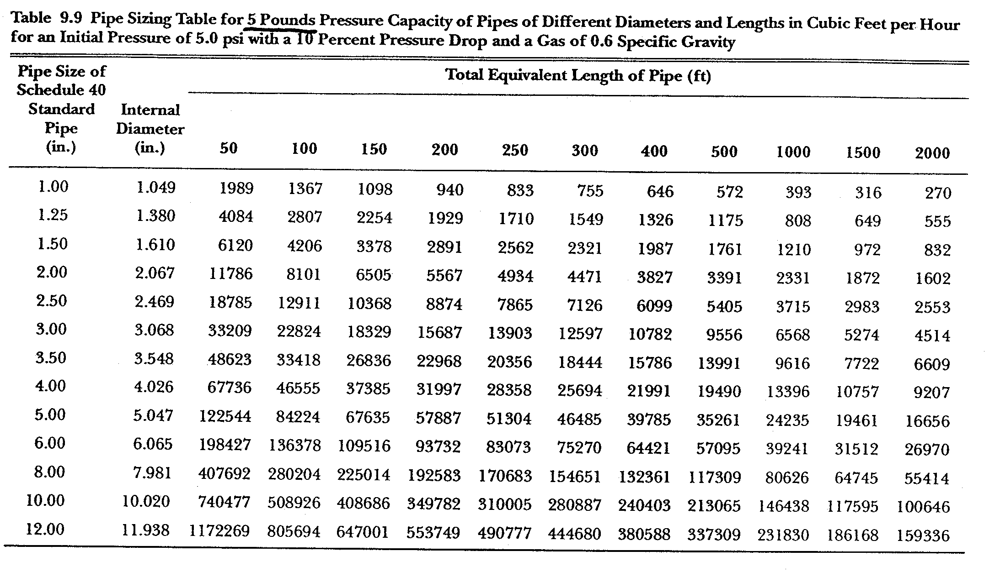 Table 9.9 Pipe Sizing Table for 5 Pounds Pressure Capacity of Pipes of Different Diameters and Lengths in Cubic Feet per Hour
for an Initial Pressure of 5.0 psi with a 10 Percent Pressure Drop and a Gas of 0.6 Specific Gravity
Pipe Size of Total Equivalent Length of Pipe (ft)
Schedule 40
Standard Internal
Pipe Diameter
(in.) (in.) 50 100 150 200 250 300 400 500 1000 1500 2000
1.00 1.049 1989 1367 1098 940 833 755 646 572 393 316 270
1.25 1.380 4084 2807 2254 1929 1710 1549 1326 1175 808 649 555
1.50 1.610 6120 4206 3378 2891 2562 2321 1987 1761 1210 972 832
2.00 2.067 11786 8101 6505 5567 4934 4471 3827 3391 2331 1872 1602
2.50 2.469 18785 12911 10368 8874 7865 7126 6099 5405 3715 2983 2553
3.00 3.068 33209 22824 18329 15687 13903 12597 10782 9556 6568 5274 4514
3.50 3.548 48623 33418 26836 22968 20356 18444 15786 13991 9616 7722 6609
4.00 4.026 67736 46555 37385 31997 28358 25694 21991 19490 13396 10757 9207
5.00 5.047 122544 84224 67635 57887 51304 46485 39785 35261 24235 19461 16656
6.00 6.065 198427 136378 109516 93732 83073 75270 64421 57095 39241 31512 26970
8.00 7.981 407692 280204 225014 192583 170683 154651 132361 117309 80626 64745 55414
10.00 10.020 740477 508926 408686 349782 310005 280887 240403 213065 146438 117595 100646
12.00 11.938 1172269 805694 647001 553749 490777 444680 380588 337309 231830 186168 159336